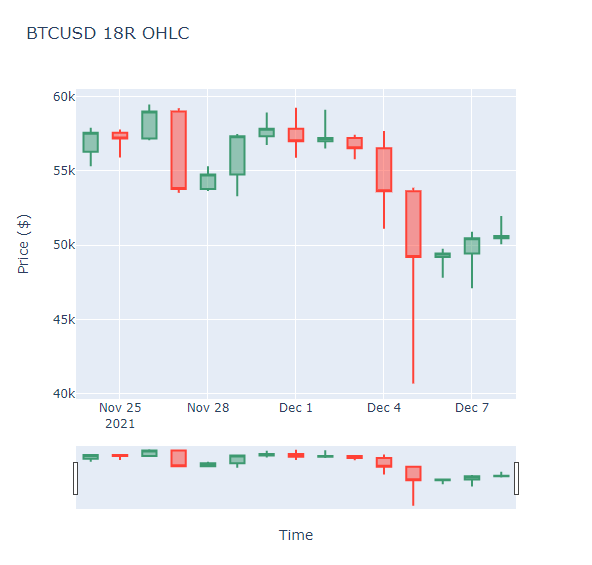 BTCUSD 18R OHLC
60k
55k
50k
45k
40k
Price ($)
Nov 25
2021
Nov 28
Dec 1
Dec 4
Dec 7
Time